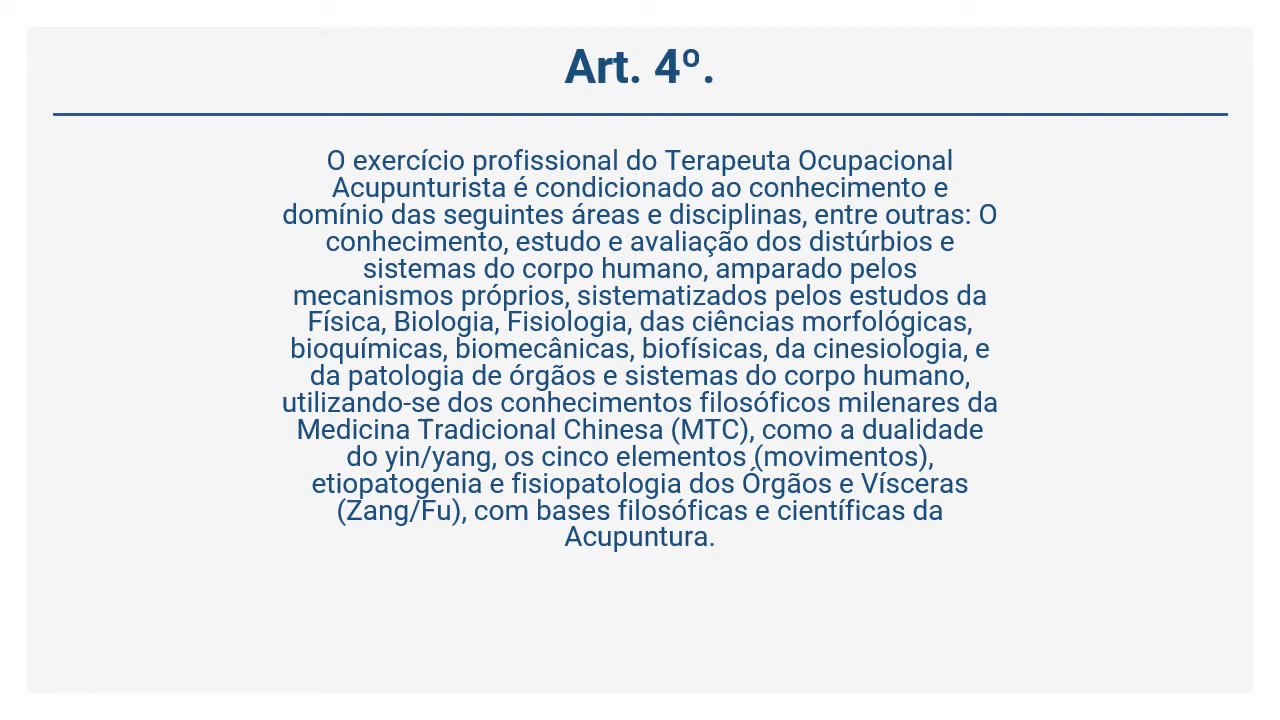 Art. 4º.
O exercício profissional do Terapeuta Ocupacional
Acupunturista é condicionado ao conhecimento e
domínio das seguintes áreas e disciplinas, entre outras: O
conhecimento, estudo e avaliação dos distúrbios e
sistemas do corpo humano, amparado pelos
mecanismos próprios, sistematizados pelos estudos da
Física, Biologia, Fisiologia, das ciências morfológicas,
bioquímicas, biomecânicas, biofísicas, da cinesiologia, e
da patologia de órgãos e sistemas do corpo humano,
utilizando-se dos conhecimentos filosóficos milenares da
Medicina Tradicional Chinesa (MTC), como a dualidade
do yin/yang, os cinco elementos (movimentos),
etiopatogenia e fisiopatologia dos Órgãos e Vísceras
(Zang/Fu), com bases filosóficas e científicas da
Acupuntura.